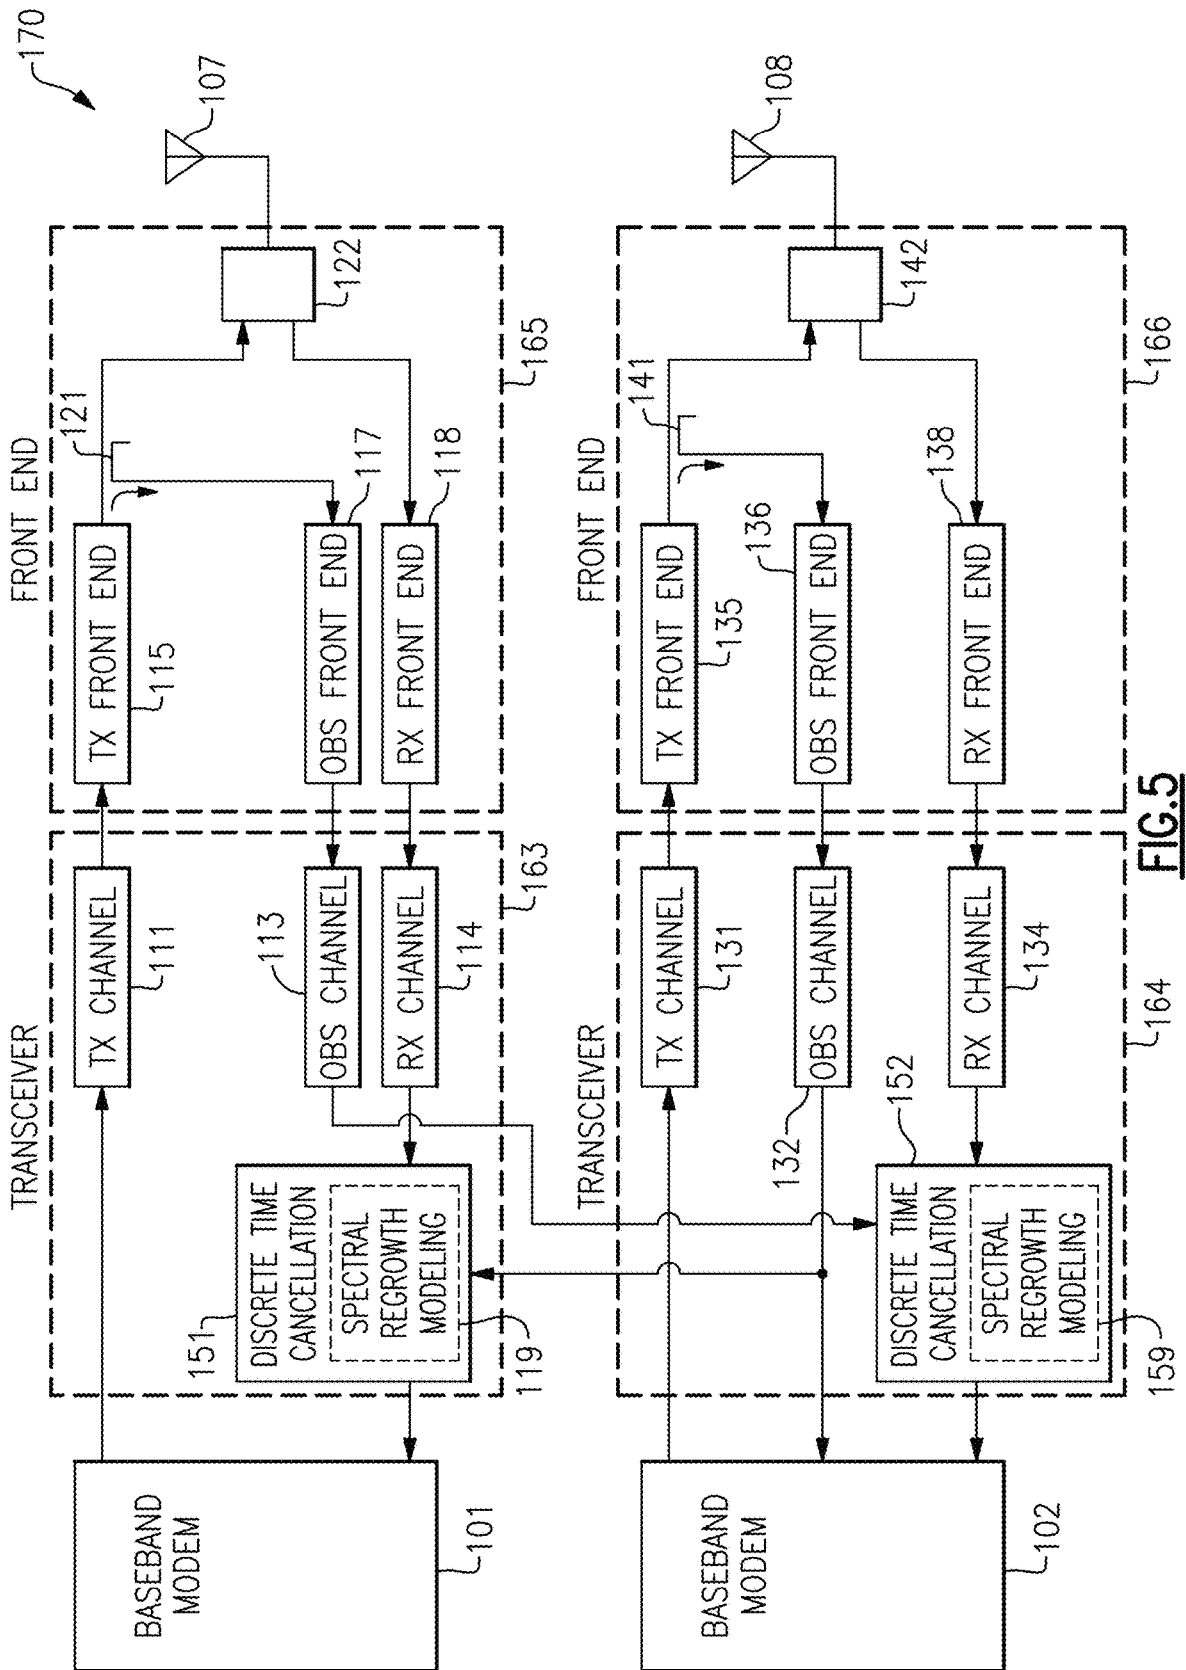 170
TRANSCEIVER
FRONT END
BASEBAND
MODEM
101
TX CHANNEL
111
TX FRONT END
115
121
107
122
151
DISCRETE TIME
CANCELLATION
SPECTRAL
REGROWTH
MODELING
119
113
OBS CHANNEL
OBS FRONT END
117
RX CHANNEL
114
RX FRONT END
118
163
165
TRANSCEIVER
FRONT END
BASEBAND
MODEM
102
TX CHANNEL
131
TX FRONT END
135
141
108
142
OBS CHANNEL
132
OBS FRONT END
136
152
DISCRETE TIME
CANCELLATION
SPECTRAL
REGROWTH
MODELING
159
RX CHANNEL
134
RX FRONT END
138
164
166
FIG.5